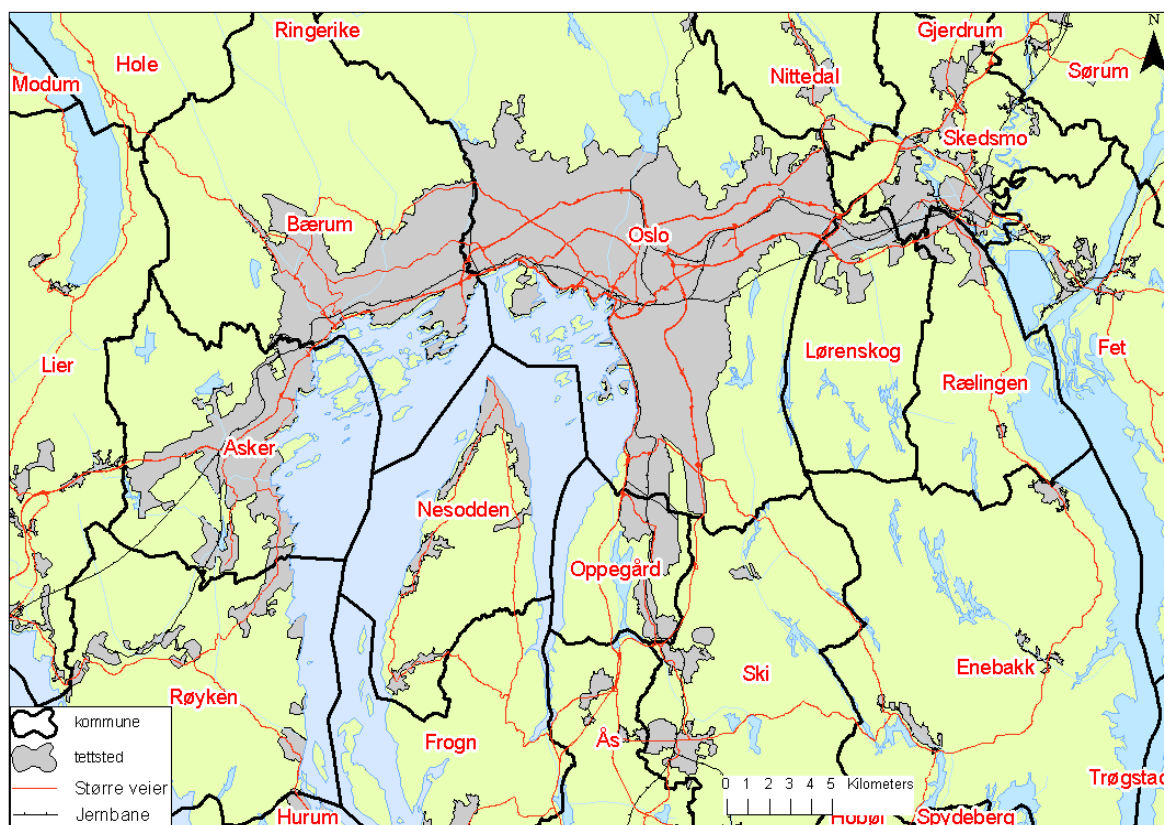 Ringerike
Gjerdrum
N
Hole
Modum
Nittedal
Sørum
Skedsmo
Bærum
Oslo
Lier
Lørenskog
Fet
Rælingen
Asker
Nesodden
Oppegård
Enebakk
Ski
Røyken
Frogn
Ås
Trøgstad
kommune
tettsted
Større veier
Jernbane
0 1 2 3 4 5 Kilometers
Hurum
Hobøl
Spydeberg